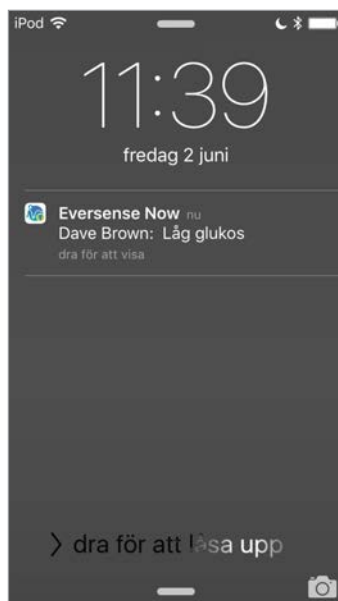 iPod
11:39
fredag 2 juni
Eversense Now nu
Dave Brown: Låg glukos
dra för att visa
> dra för att låsa upp